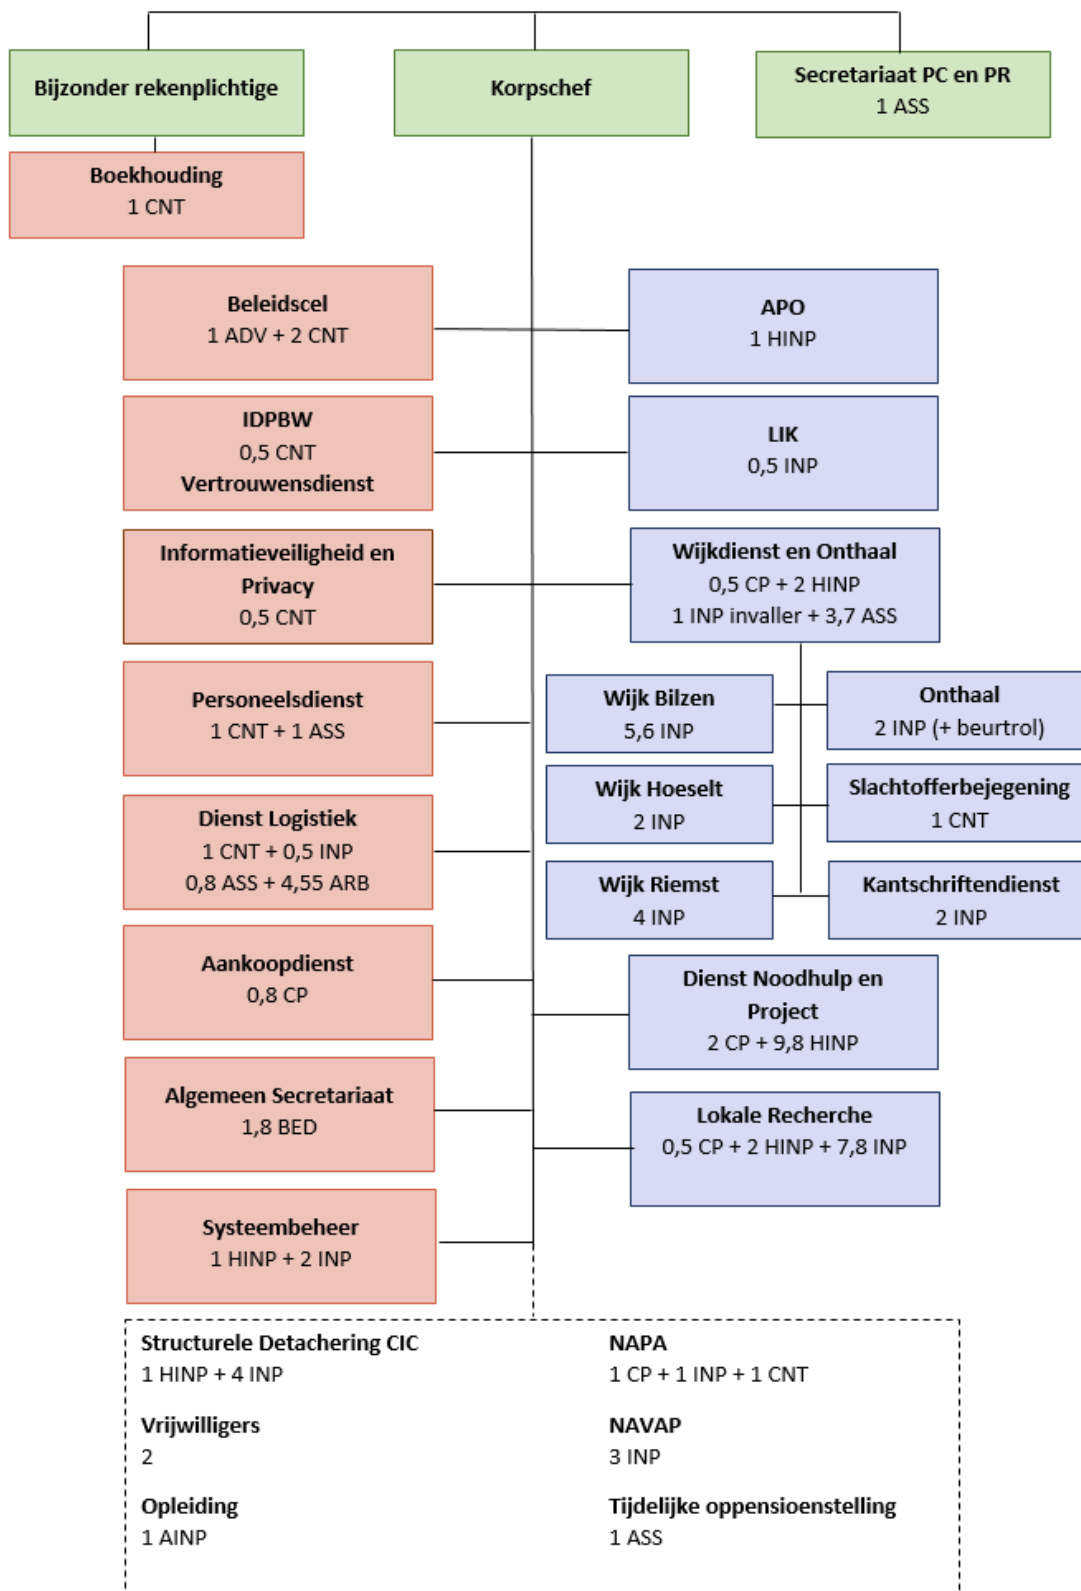 Bijzonder rekenplichtige
Korpschef
Secretariaat PC en PR
1 ASS
Boekhouding
1 CNT
Beleidscel
1 ADV + 2 CNT
APO
1 HINP
IDPBW
0,5 CNT
Vertrouwensdienst
LIK
0,5 INP
Informatieveiligheid en
Privacy
0,5 CNT
Wijkdienst en Onthaal
0,5 CP + 2 HINP
1 INP invaller + 3,7 ASS
Personeelsdienst
1 CNT + 1 ASS
Wijk Bilzen
5,6 INP
Onthaal
2 INP (+ beurtrol)
Wijk Hoeselt
2 INP
Slachtofferbejegening
1 CNT
Dienst Logistiek
1 CNT + 0,5 INP
0,8 ASS + 4,55 ARB
Wijk Riemst
4 INP
Kantschriftendienst
2 INP
Aankoopdienst
0,8 CP
Dienst Noodhulp en
Project
2 CP + 9,8 HINP
Algemeen Secretariaat
1,8 BED
Lokale Recherche
0,5 CP + 2 HINP + 7,8 INP
Systeembeheer
1 HINP + 2 INP
Structurele Detachering CIC
1 HINP + 4 INP
NAPA
1 CP + 1 INP + 1 CNT
Vrijwilligers
2
NAVAP
3 INP
Opleiding
1 AINP
Tijdelijke oppensioenstelling
1 ASS